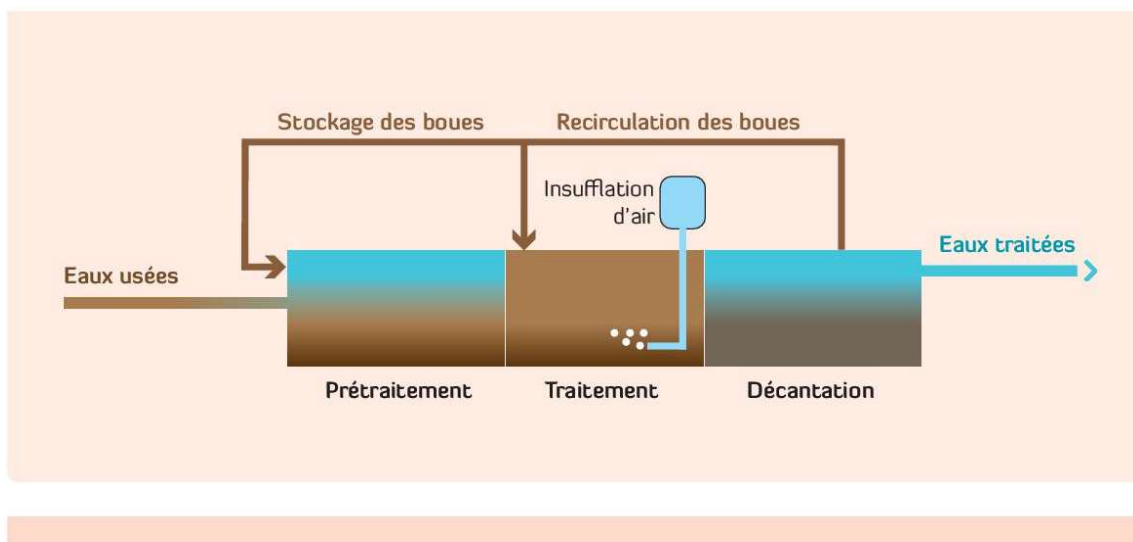 Stockage des boues
Recirculation des boues
Insufflation
d'air
Eaux traitées
Eaux usées
Prétraitement
Traitement
Décantation